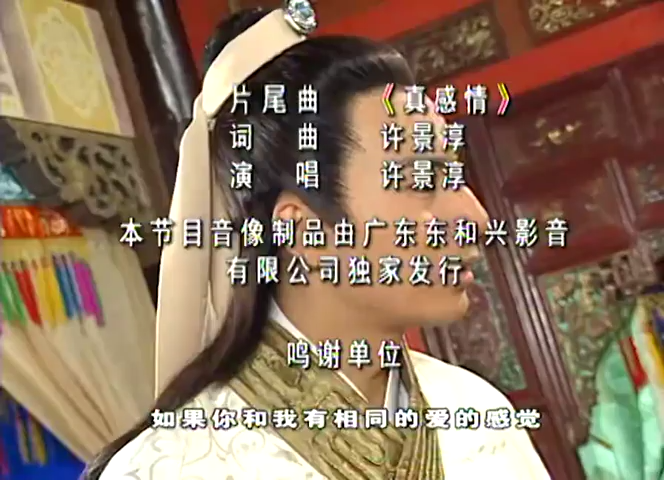 片尾曲 《真感情》
词 曲 许景淳
演 唱 许景淳
本节目音像制品由广东东和兴影音
有限公司独家发行
鸣谢单位
如果你和我有相同的爱的感觉